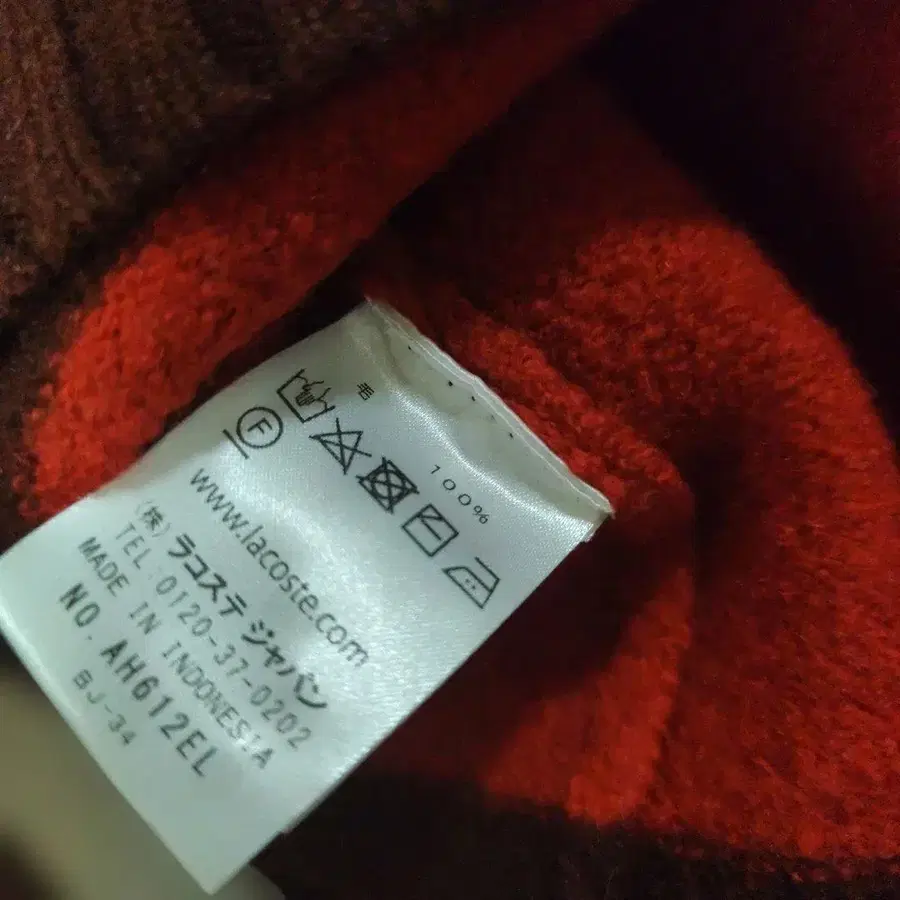 毛 100%
F
www.lacoste.com
(株) ラコステ ジャパン
TEL:0120-37-0202
MADE IN INDONESIA
NO. AH612EL
BJ-34